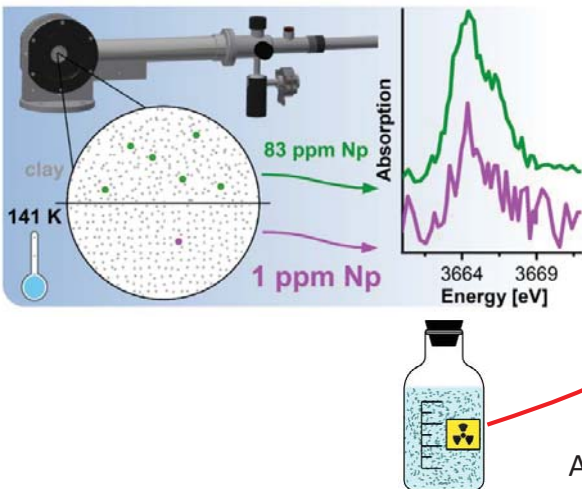 83 ppm Np
clay
141 K
1 ppm Np
Absorption
3664 3669
Energy [eV]
A